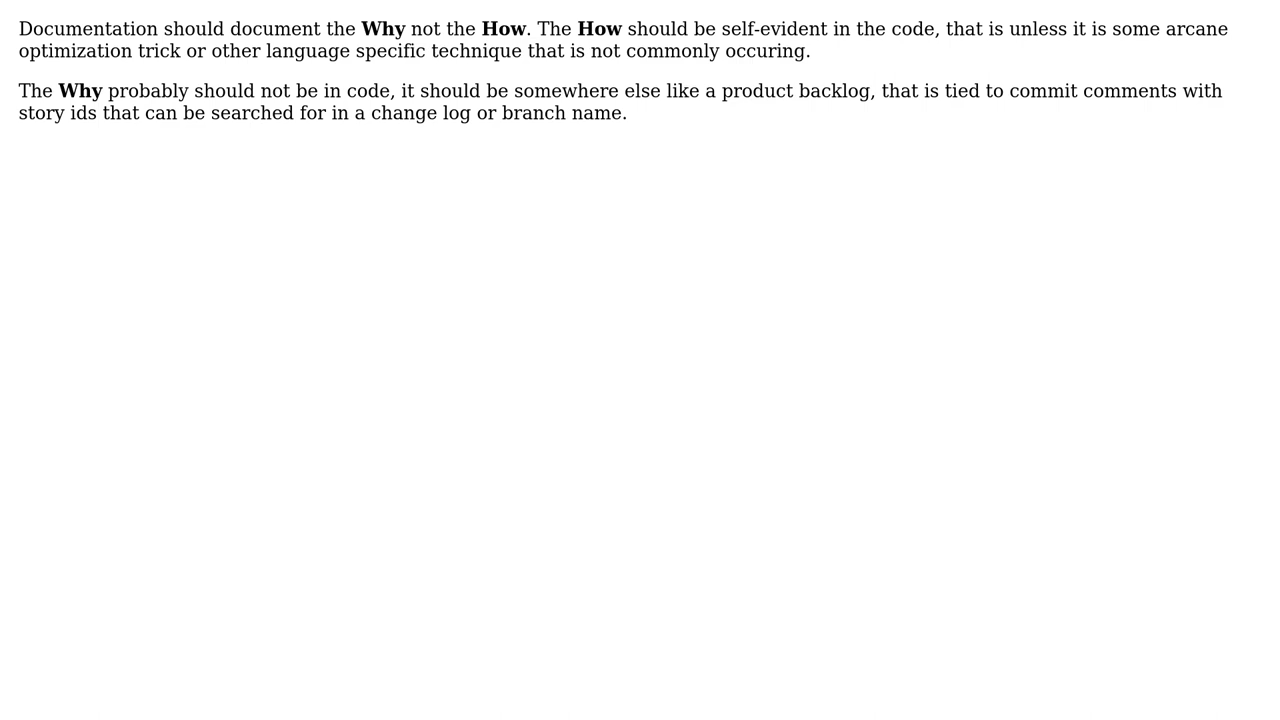 Documentation should document the Why not the How. The How should be self-evident in the code, that is unless it is some arcane
optimization trick or other language specific technique that is not commonly occuring.
The Why probably should not be in code, it should be somewhere else like a product backlog, that is tied to commit comments with
story ids that can be searched for in a change log or branch name.